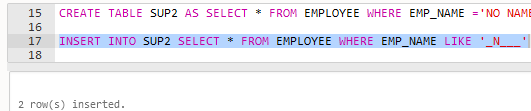 15 CREATE TABLE SUP2 AS SELECT * FROM EMPLOYEE WHERE EMP_NAME ='NO NAME
16
17 INSERT INTO SUP2 SELECT * FROM EMPLOYEE WHERE EMP_NAME LIKE '_N___'
18
2 row(s) inserted.